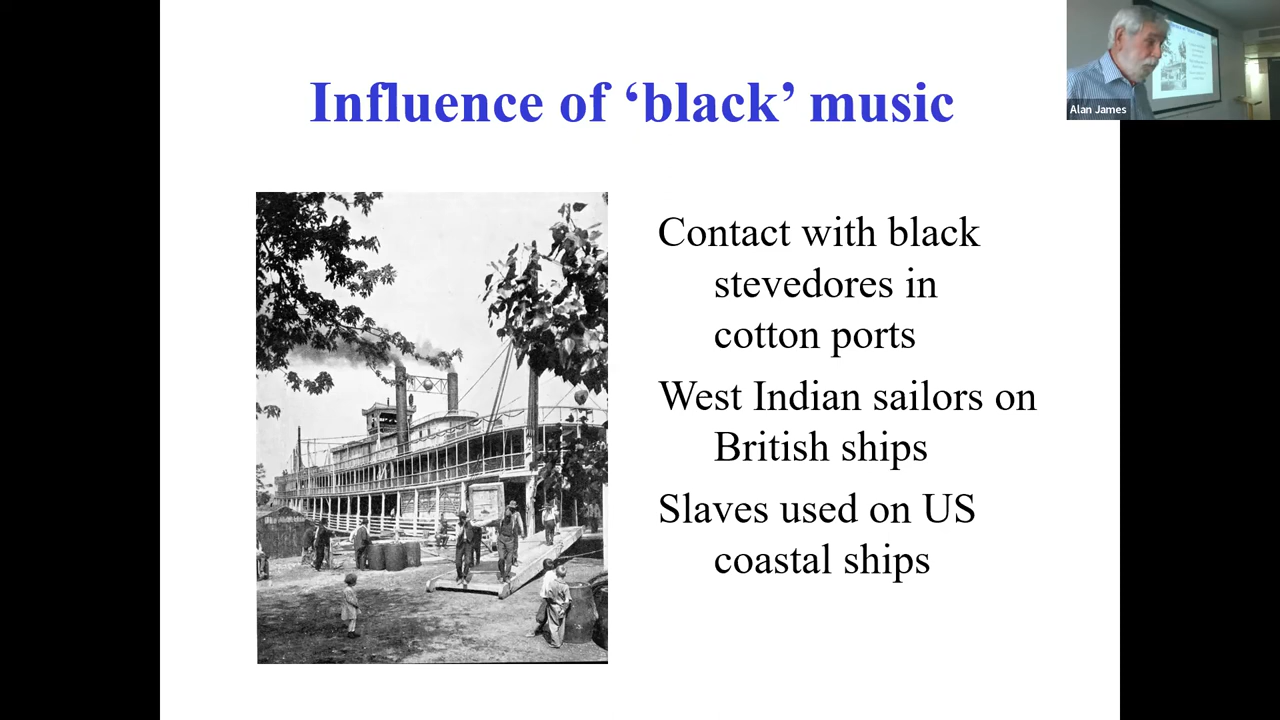 Influence of ‘black’ music
Alan James
Contact with black
stevedores in
cotton ports
West Indian sailors on
British ships
Slaves used on US
coastal ships